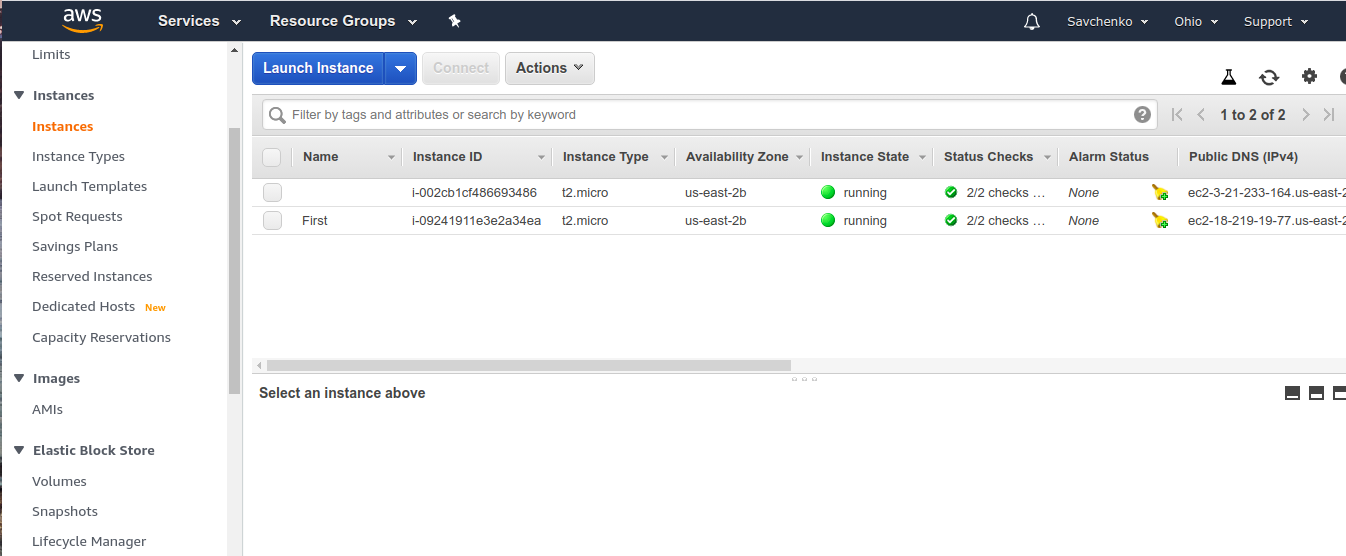 aws Services Resource Groups Savchenko Ohio Support
Limits
Instances
Instances
Instance Types
Launch Templates
Spot Requests
Savings Plans
Reserved Instances
Dedicated Hosts New
Capacity Reservations
Images
AMIs
Elastic Block Store
Volumes
Snapshots
Lifecycle Manager
Launch Instance Connect Actions
Filter by tags and attributes or search by keyword ? 1 to 2 of 2
Name Instance ID Instance Type Availability Zone Instance State Status Checks Alarm Status Public DNS (IPv4)
i-002cb1cf486693486 t2.micro us-east-2b running 2/2 checks … None ec2-3-21-233-164.us-east-2
First i-09241911e3e2a34ea t2.micro us-east-2b running 2/2 checks … None ec2-18-219-19-77.us-east-2
Select an instance above